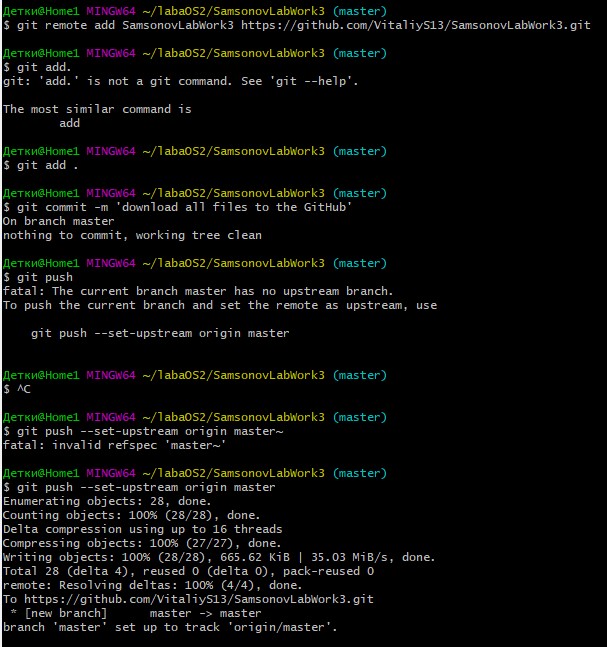 Детки@Home1 MINGW64 ~/labaOS2/SamsonovLabWork3 (master)
$ git remote add SamsonovLabWork3 https://github.com/VitaliyS13/SamsonovLabWork3.git
Детки@Home1 MINGW64 ~/labaOS2/SamsonovLabWork3 (master)
$ git add.
git: 'add.' is not a git command. See 'git --help'.
The most similar command is
add
Детки@Home1 MINGW64 ~/labaOS2/SamsonovLabWork3 (master)
$ git add .
Детки@Home1 MINGW64 ~/labaOS2/SamsonovLabWork3 (master)
$ git commit -m 'download all files to the GitHub'
On branch master
nothing to commit, working tree clean
Детки@Home1 MINGW64 ~/labaOS2/SamsonovLabWork3 (master)
$ git push
fatal: The current branch master has no upstream branch.
To push the current branch and set the remote as upstream, use
git push --set-upstream origin master
Детки@Home1 MINGW64 ~/labaOS2/SamsonovLabWork3 (master)
$ ^C
Детки@Home1 MINGW64 ~/labaOS2/SamsonovLabWork3 (master)
$ git push --set-upstream origin master~
fatal: invalid refspec 'master~'
Детки@Home1 MINGW64 ~/labaOS2/SamsonovLabWork3 (master)
$ git push --set-upstream origin master
Enumerating objects: 28, done.
Counting objects: 100% (28/28), done.
Delta compression using up to 16 threads
Compressing objects: 100% (27/27), done.
Writing objects: 100% (28/28), 665.62 KiB | 35.03 MiB/s, done.
Total 28 (delta 4), reused 0 (delta 0), pack-reused 0
remote: Resolving deltas: 100% (4/4), done.
To https://github.com/VitaliyS13/SamsonovLabWork3.git
* [new branch] master -> master
branch 'master' set up to track 'origin/master'.